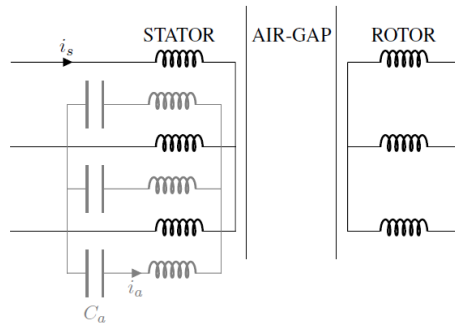 STATOR AIR-GAP ROTOR
i_s
i_a
C_a